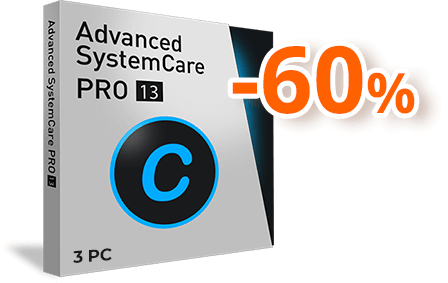 Advanced
SystemCare
PRO 13
-60%
C
3 PC
Advanced SystemCare PRO 13